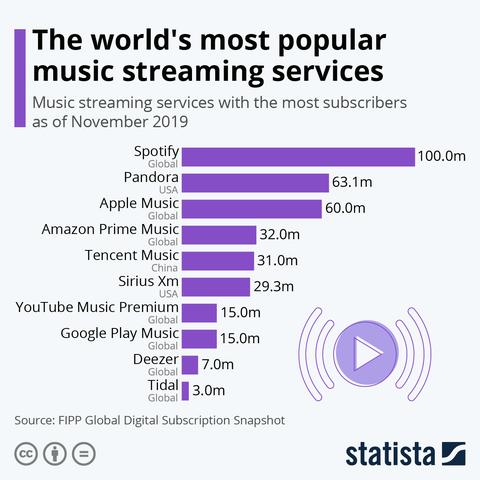 The world's most popular
music streaming services
Music streaming services with the most subscribers
as of November 2019
Spotify 100.0m
Global
Pandora 63.1m
USA
Apple Music 60.0m
Global
Amazon Prime Music 32.0m
Global
Tencent Music 31.0m
China
Sirius Xm 29.3m
USA
YouTube Music Premium 15.0m
Global
Google Play Music 15.0m
Global
Deezer 7.0m
Global
Tidal 3.0m
Global
Source: FIPP Global Digital Subscription Snapshot
cc
statista